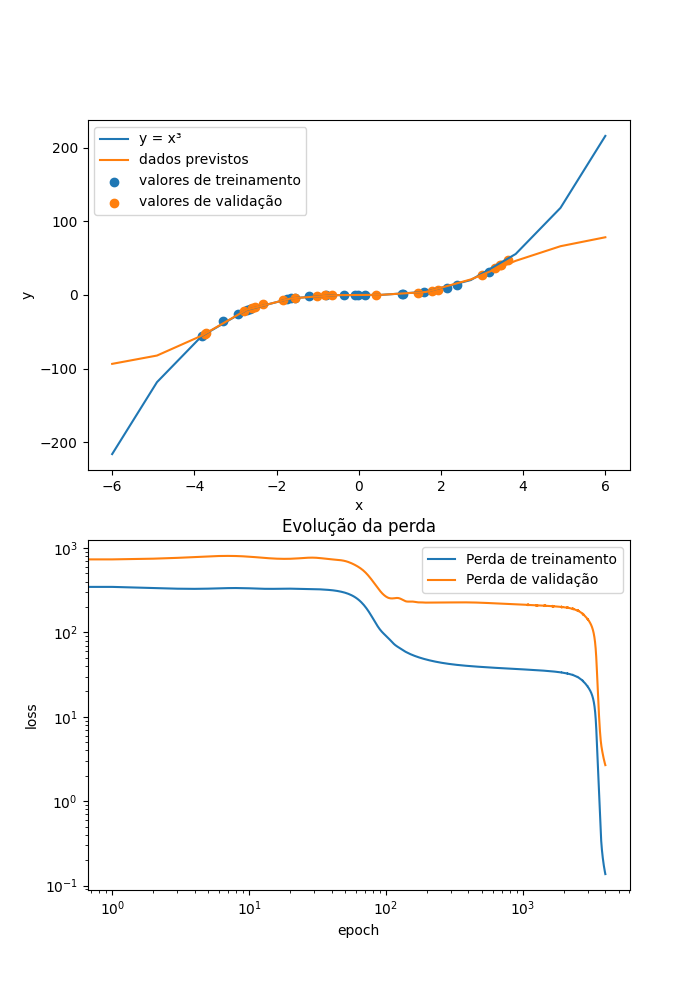 y = x³
dados previstos
valores de treinamento
valores de validação
200
100
0
−100
−200
y
−6
−4
−2
0
2
4
6
x
Evolução da perda
Perda de treinamento
Perda de validação
10³
10²
10¹
10⁰
10⁻¹
loss
10⁰
10¹
10²
10³
epoch